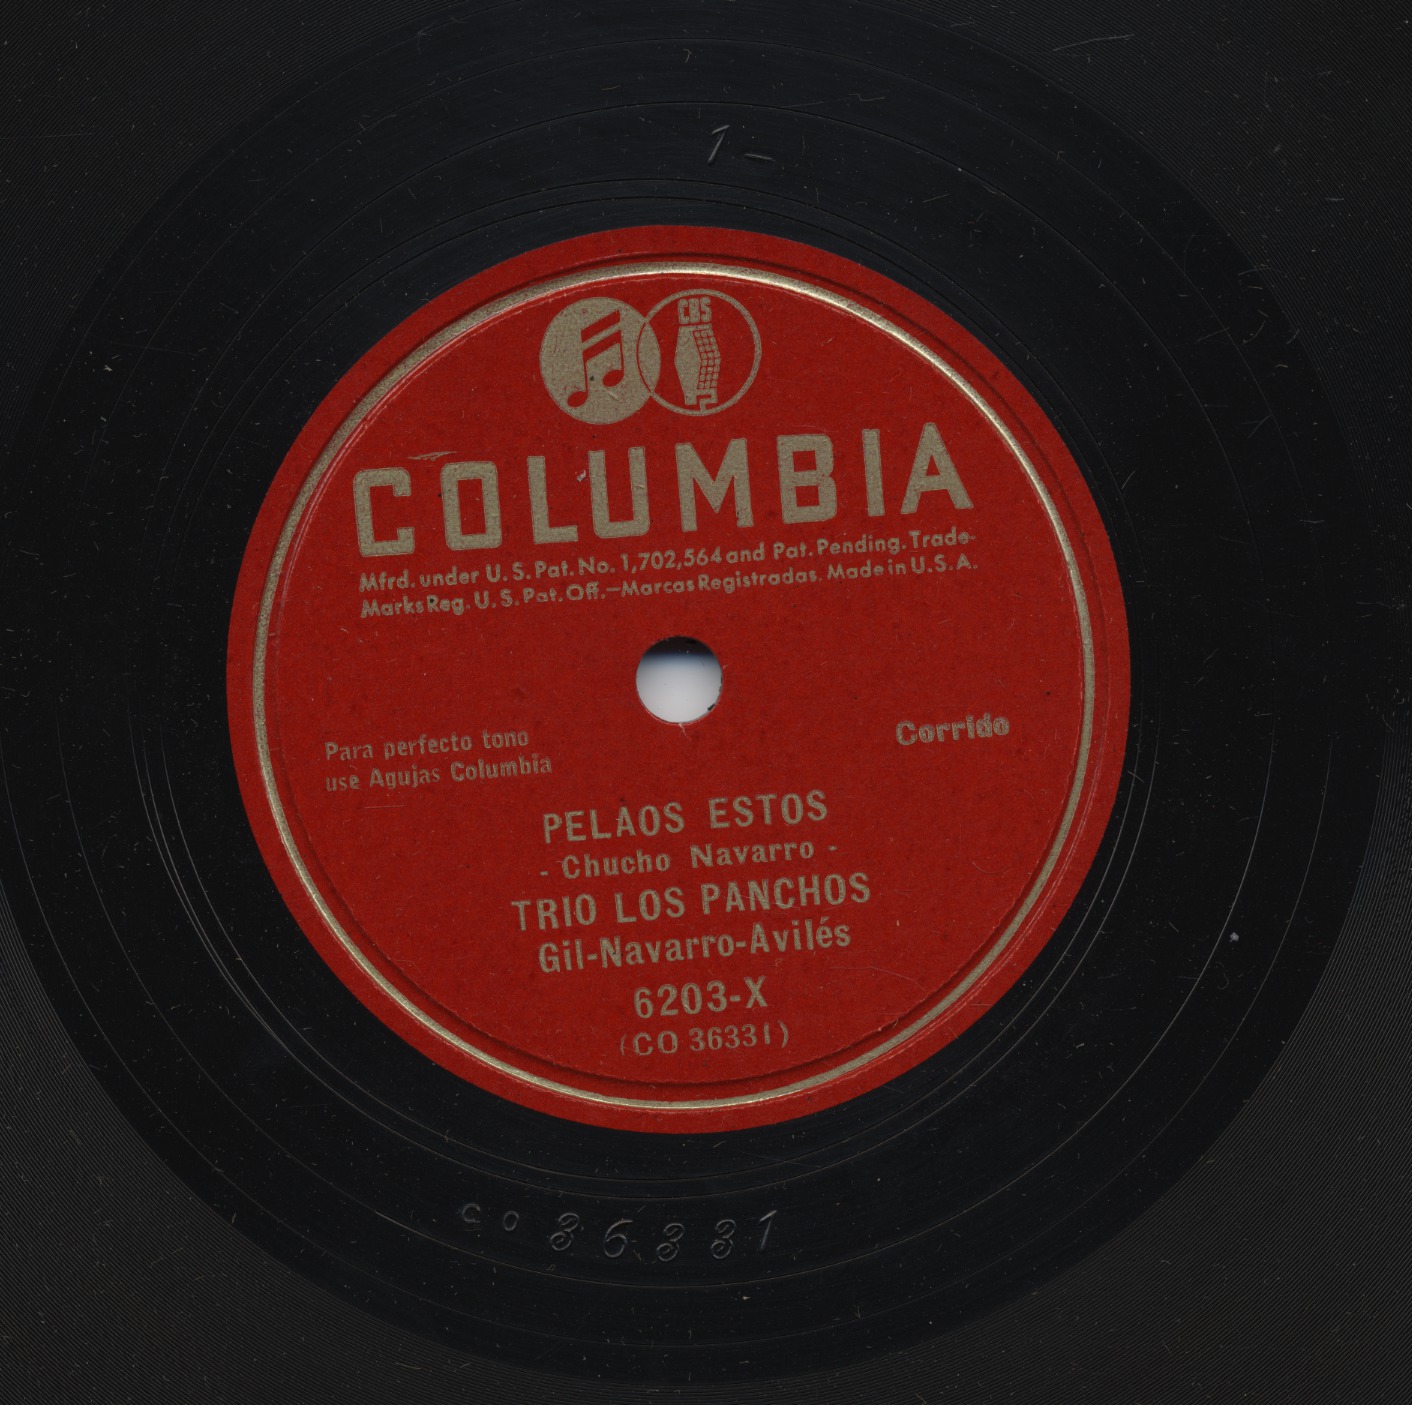 1-
CBS
COLUMBIA
Mfrd. under U. S. Pat. No. 1,702,564 and Pat. Pending. Trade-
Marks Reg. U. S. Pat. Off.—Marcas Registradas. Made in U. S. A.
Para perfecto tono
use Agujas Columbia
Corrido
PELAOS ESTOS
- Chucho Navarro -
TRIO LOS PANCHOS
Gil-Navarro-Avilés
6203-X
(CO 36331)
CO 36331